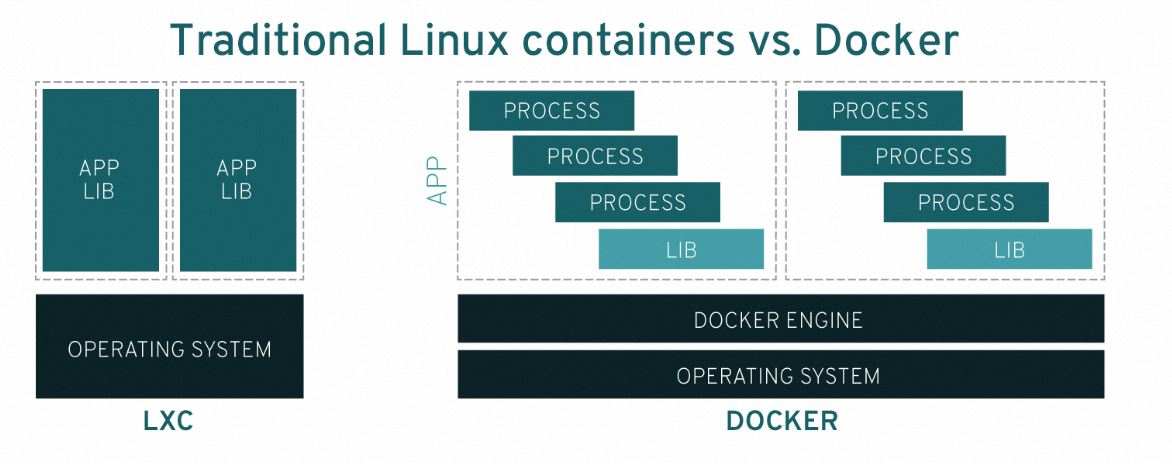 Traditional Linux containers vs. Docker
APP
LIB
APP
LIB
OPERATING SYSTEM
LXC
APP
PROCESS
PROCESS
PROCESS
LIB
PROCESS
PROCESS
PROCESS
LIB
DOCKER ENGINE
OPERATING SYSTEM
DOCKER